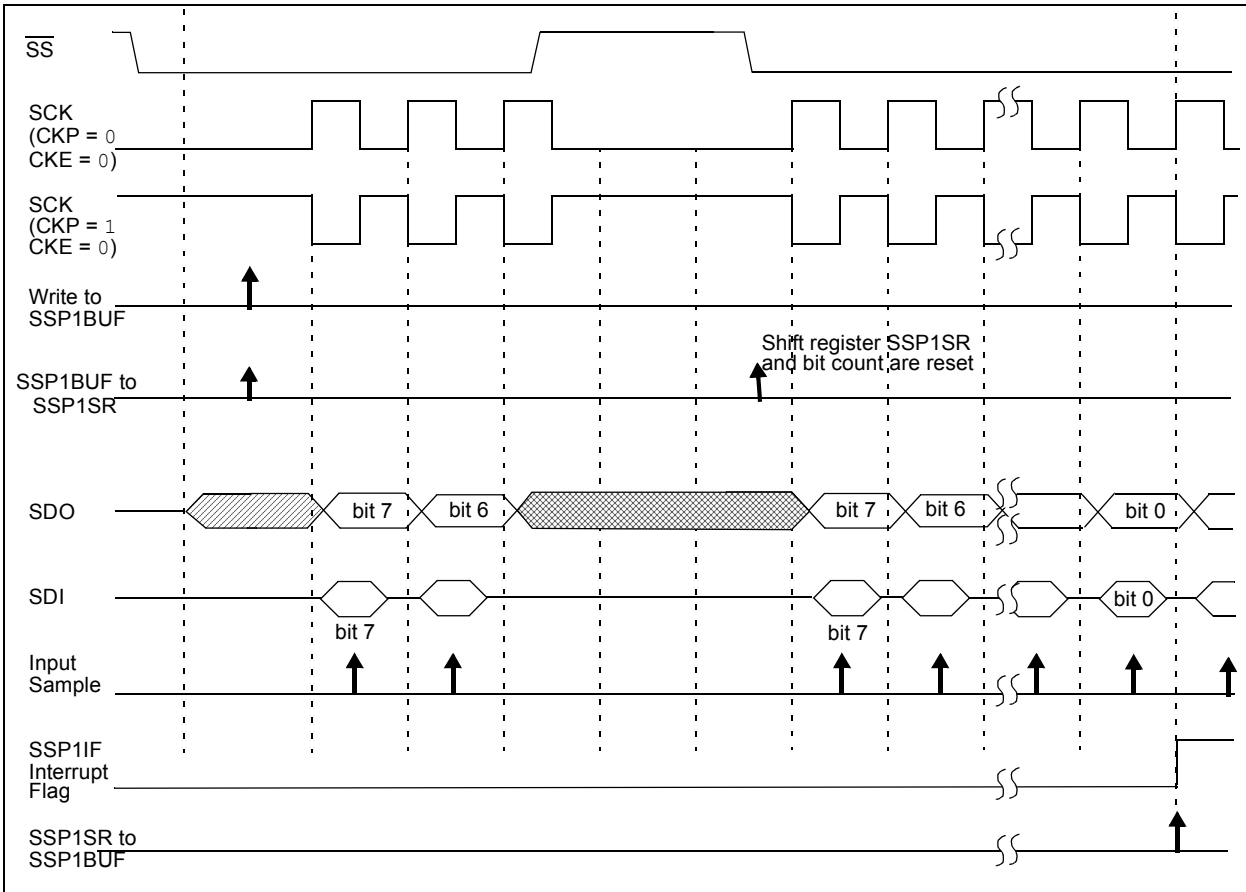 SS
SCK
(CKP = 0
CKE = 0)
SCK
(CKP = 1
CKE = 0)
Write to
SSP1BUF
Shift register SSP1SR
and bit count are reset
SSP1BUF to
SSP1SR
SDO
bit 7
bit 6
bit 7
bit 6
bit 0
SDI
bit 0
bit 7
bit 7
Input
Sample
SSP1IF
Interrupt
Flag
SSP1SR to
SSP1BUF